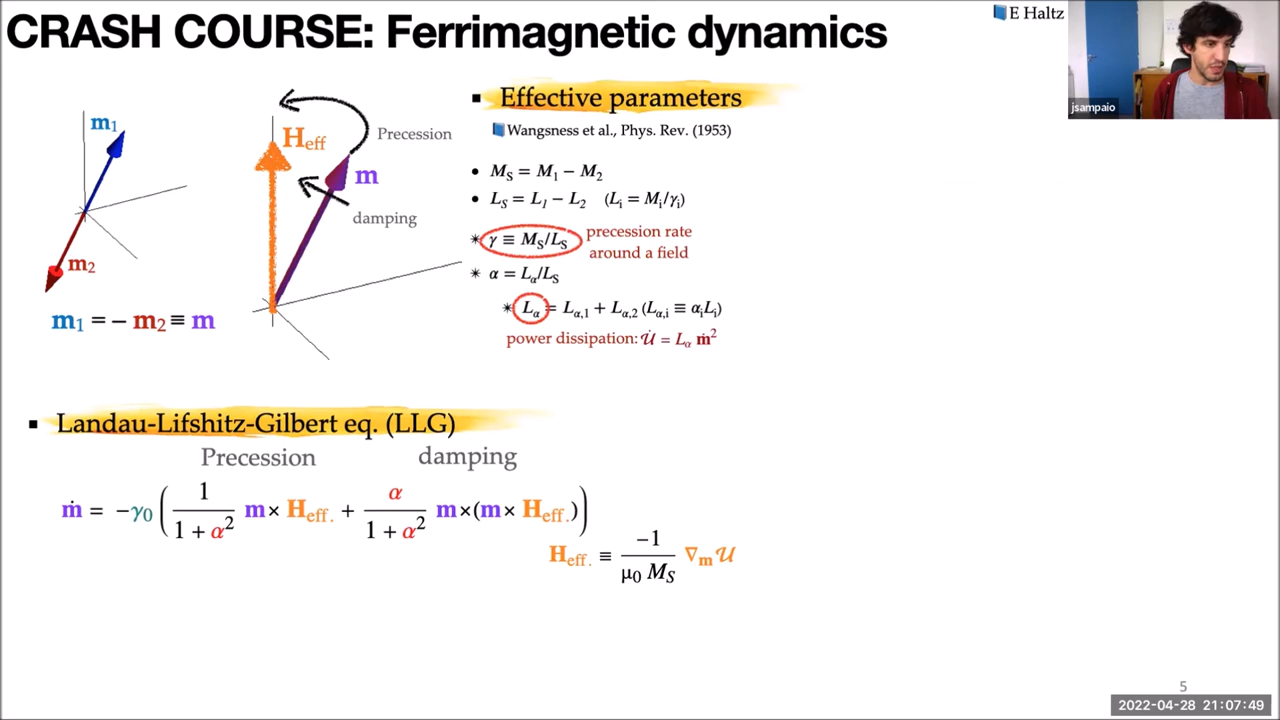 CRASH COURSE: Ferrimagnetic dynamics
E Haltz
jsampaio
m₁
m₂
m₁ = − m₂ ≡ m
H_eff
Precession
m
damping
▪ Effective parameters
Wangsness et al., Phys. Rev. (1953)
• M_S = M₁ − M₂
• L_S = L₁ − L₂ (L_i = M_i/γ_i)
✳ γ ≡ M_S/L_S precession rate
around a field
✳ α = L_α/L_S
✳ L_α = L_α,1 + L_α,2 (L_α,i ≡ α_i L_i)
power dissipation: 𝒰̇ = L_α ṁ²
▪ Landau-Lifshitz-Gilbert eq. (LLG)
Precession damping
ṁ = −γ₀ ( 1/(1 + α²) m × H_eff. + α/(1 + α²) m×(m × H_eff.) )
H_eff. ≡ −1/(μ₀ M_S) ∇_m 𝒰
5
2022-04-28 21:07:49